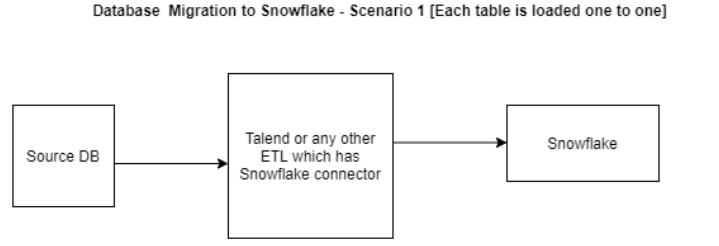 Database Migration to Snowflake - Scenario 1 [Each table is loaded one to one]
Source DB
Talend or any other
ETL which has
Snowflake connector
Snowflake